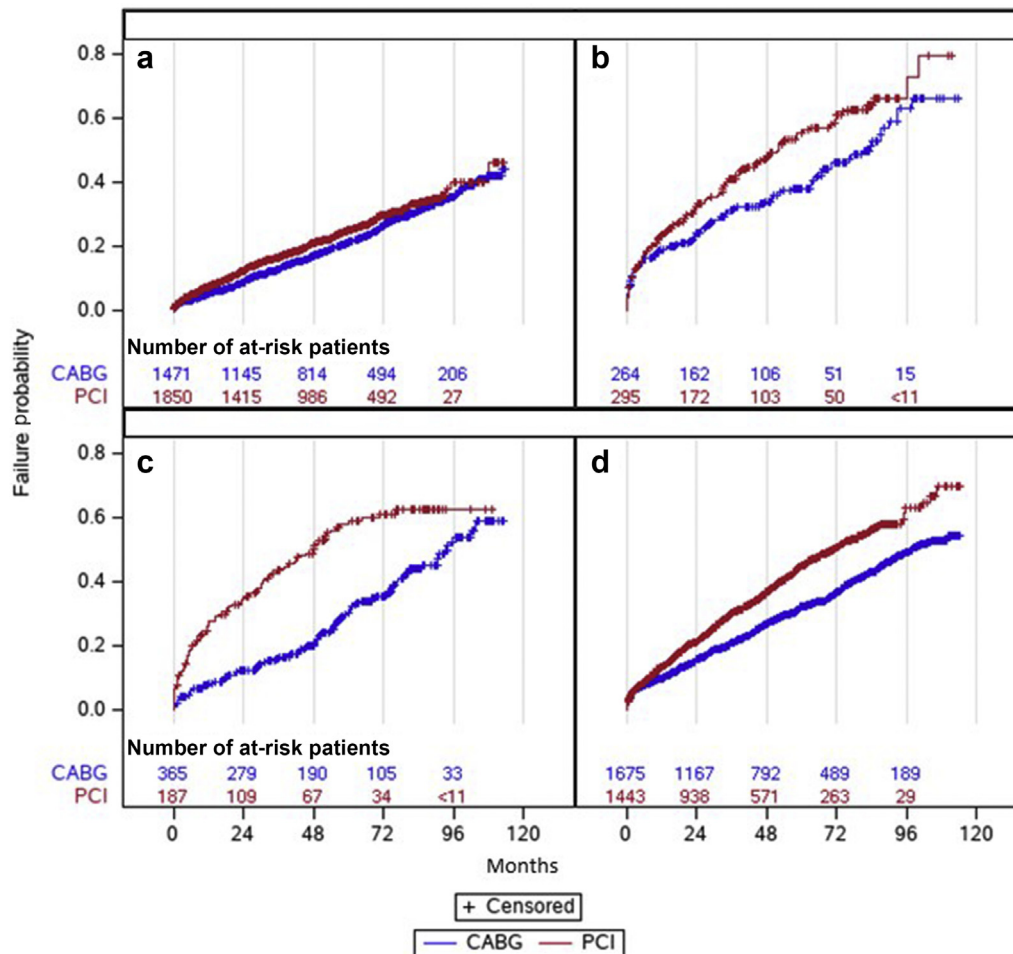 a b
0.8
0.6
0.4
0.2
0.0
Number of at-risk patients
CABG 1471 1145 814 494 206 264 162 106 51 15
PCI 1850 1415 986 492 27 295 172 103 50 <11
Failure probability
c d
0.8
0.6
0.4
0.2
0.0
Number of at-risk patients
CABG 365 279 190 105 33 1675 1167 792 489 189
PCI 187 109 67 34 <11 1443 938 571 263 29
0 24 48 72 96 120 0 24 48 72 96 120
Months
+ Censored
CABG PCI